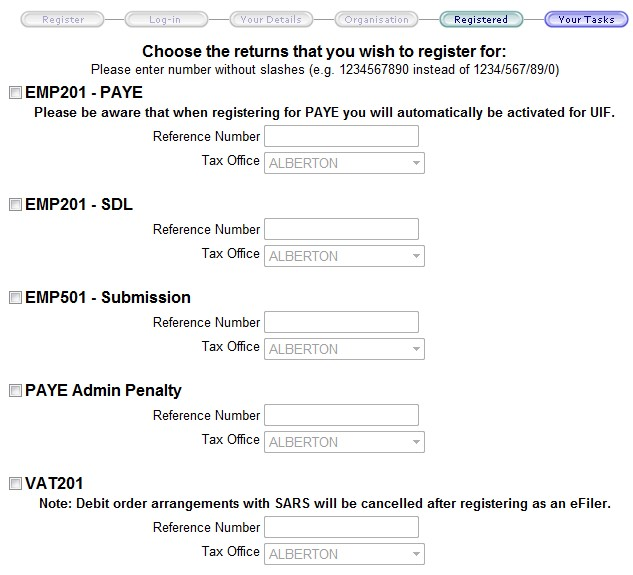 Register Log-in Your Details Organisation Registered Your Tasks
Choose the returns that you wish to register for:
Please enter number without slashes (e.g. 1234567890 instead of 1234/567/89/0)
EMP201 - PAYE
Please be aware that when registering for PAYE you will automatically be activated for UIF.
Reference Number
Tax Office ALBERTON
EMP201 - SDL
Reference Number
Tax Office ALBERTON
EMP501 - Submission
Reference Number
Tax Office ALBERTON
PAYE Admin Penalty
Reference Number
Tax Office ALBERTON
VAT201
Note: Debit order arrangements with SARS will be cancelled after registering as an eFiler.
Reference Number
Tax Office ALBERTON